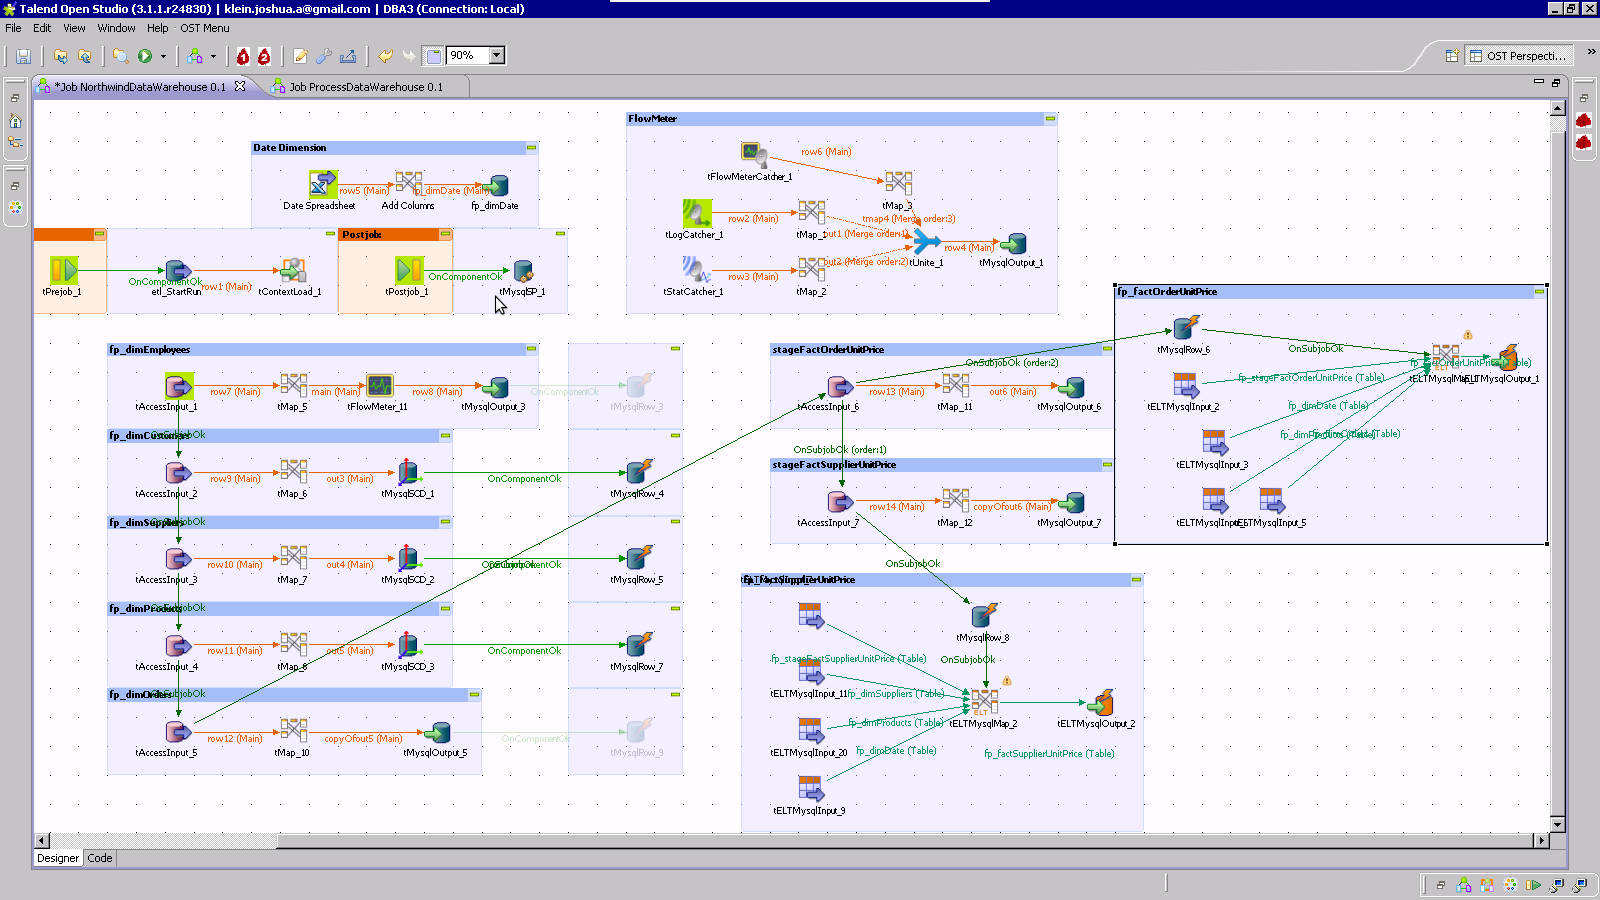 Talend Open Studio (3.1.1.r24830) | klein.joshua.a@gmail.com | DBA3 (Connection: Local)
File Edit View Window Help OST Menu
90%
OST Perspecti...
*Job NorthwindDataWarehouse 0.1
Job ProcessDataWarehouse 0.1
Date Dimension
row5 (Main)
fp_dimDate (Main)
Date Spreadsheet
Add Columns
fp_dimDate
Postjob:
OnComponentOk
row1 (Main)
tPrejob_1
etl_StartRun
tContextLoad_1
OnComponentOk
tPostjob_1
tMysqlSP_1
FlowMeter
row6 (Main)
tFlowMeterCatcher_1
tMap_3
row2 (Main)
tmap4 (Merge order:3)
tLogCatcher_1
tMap_1
out1 (Merge order:1)
row4 (Main)
tUnite_1
tMysqlOutput_1
row3 (Main)
out2 (Merge order:2)
tStatCatcher_1
tMap_2
fp_dimEmployees
row7 (Main)
main (Main)
row8 (Main)
OnComponentOk
tAccessInput_1
tMap_5
tFlowMeter_11
tMysqlOutput_3
tMysqlRow_3
OnSubjobOk
fp_dimCustomers
row9 (Main)
out3 (Main)
OnComponentOk
tAccessInput_2
tMap_6
tMysqlSCD_1
tMysqlRow_4
OnSubjobOk
fp_dimSuppliers
row10 (Main)
out4 (Main)
OnSubjobOk
OnComponentOk
tAccessInput_3
tMap_7
tMysqlSCD_2
tMysqlRow_5
OnSubjobOk
fp_dimProducts
row11 (Main)
out5 (Main)
OnComponentOk
tAccessInput_4
tMap_8
tMysqlSCD_3
tMysqlRow_7
OnSubjobOk
fp_dimOrders
row12 (Main)
copyOfout5 (Main)
OnComponentOk
tAccessInput_5
tMap_10
tMysqlOutput_5
tMysqlRow_9
stageFactOrderUnitPrice
OnSubjobOk (order:2)
row13 (Main)
out6 (Main)
tAccessInput_6
tMap_11
tMysqlOutput_6
OnSubjobOk (order:1)
stageFactSupplierUnitPrice
row14 (Main)
copyOfout6 (Main)
tAccessInput_7
tMap_12
tMysqlOutput_7
OnSubjobOk
fp_factOrderUnitPrice
tMysqlRow_6
OnSubjobOk
fp_factOrderUnitPrice (Table)
tELTMysqlMap_1
tELTMysqlOutput_1
fp_stageFactOrderUnitPrice (Table)
tELTMysqlInput_2
fp_dimDate (Table)
tELTMysqlInput_3
tELTMysqlInput_5
fp_factSupplierUnitPrice
tMysqlRow_8
fp_stageFactSupplierUnitPrice (Table)
OnSubjobOk
tELTMysqlInput_11
fp_dimSuppliers (Table)
fp_dimProducts (Table)
tELTMysqlMap_2
tELTMysqlOutput_2
tELTMysqlInput_20
fp_dimDate (Table)
fp_factSupplierUnitPrice (Table)
tELTMysqlInput_9
Designer
Code